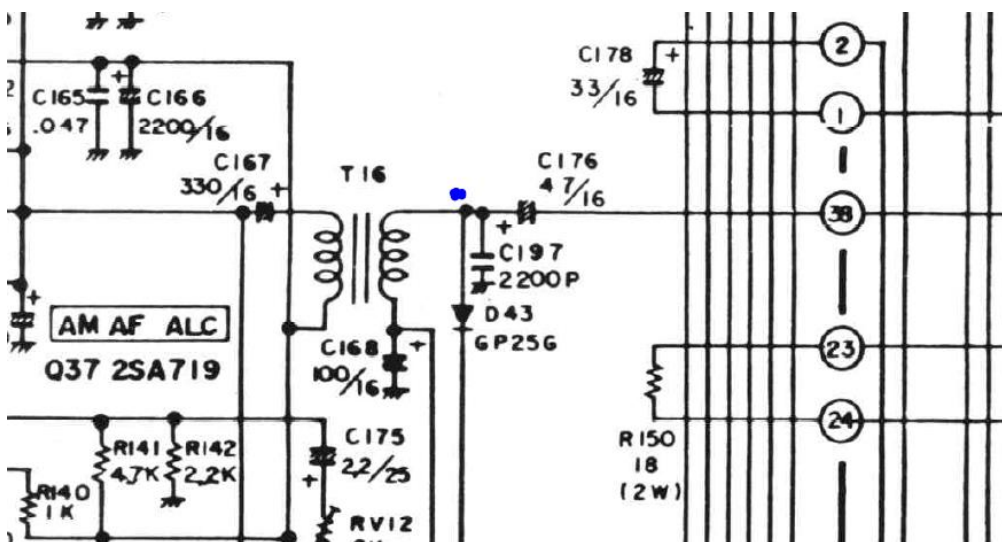 C165
.047
C166
2200/16
C167
330/16
+
T16
C178
33/16
+
2
1
C176
47/16
+
38
C197
2200P
D43
GP25G
AM AF ALC
Q37 2SA719
C168
100/16
+
23
24
R150
18
(2W)
R141
4.7K
R142
2.2K
C175
2.2/25
+
R140
1K
RV12